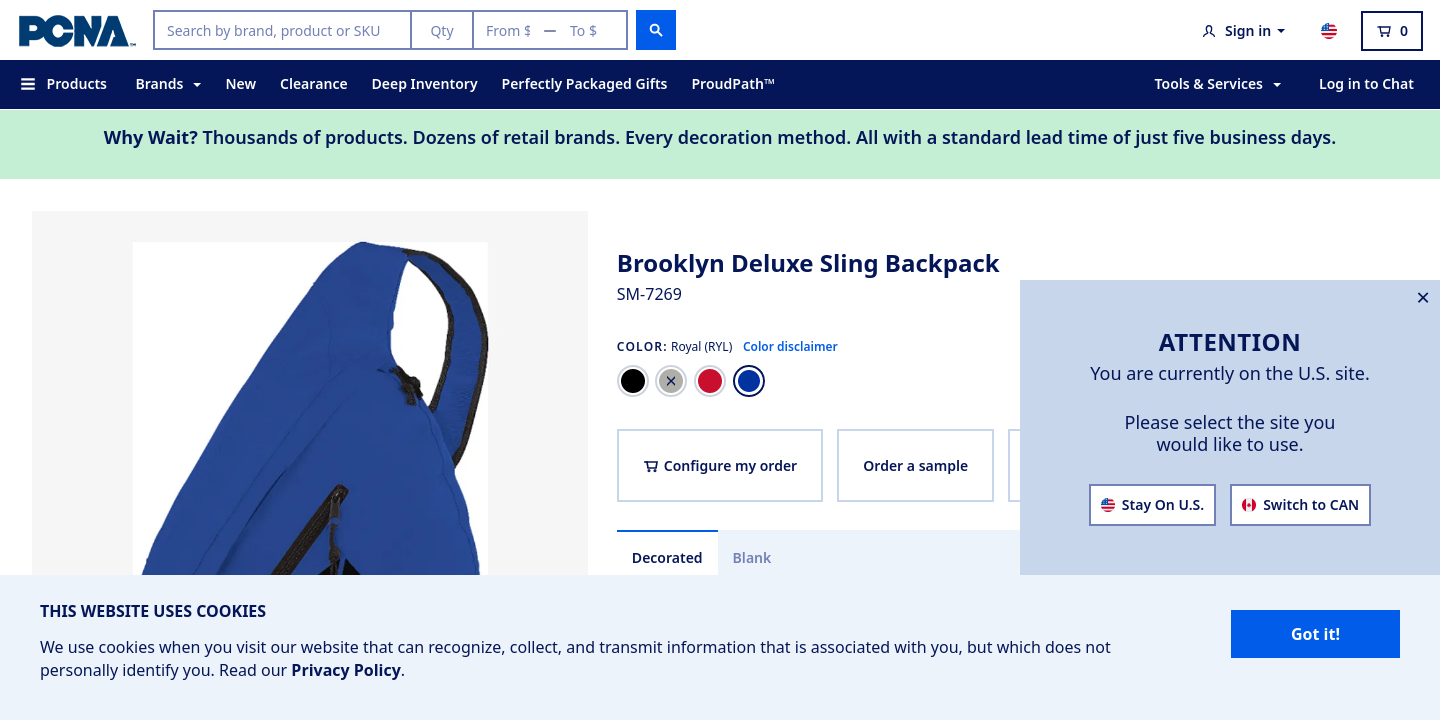 PCNA
Search by brand, product or SKU
Qty
From $
—
To $
Sign in
0
Products
Brands
New
Clearance
Deep Inventory
Perfectly Packaged Gifts
ProudPath™
Tools & Services
Log in to Chat
Why Wait? Thousands of products. Dozens of retail brands. Every decoration method. All with a standard lead time of just five business days.
Brooklyn Deluxe Sling Backpack
SM-7269
COLOR: Royal (RYL) Color disclaimer
Configure my order
Order a sample
Decorated
Blank
ATTENTION
You are currently on the U.S. site.
Please select the site you
would like to use.
Stay On U.S.
Switch to CAN
THIS WEBSITE USES COOKIES
We use cookies when you visit our website that can recognize, collect, and transmit information that is associated with you, but which does not
personally identify you. Read our Privacy Policy.
Got it!